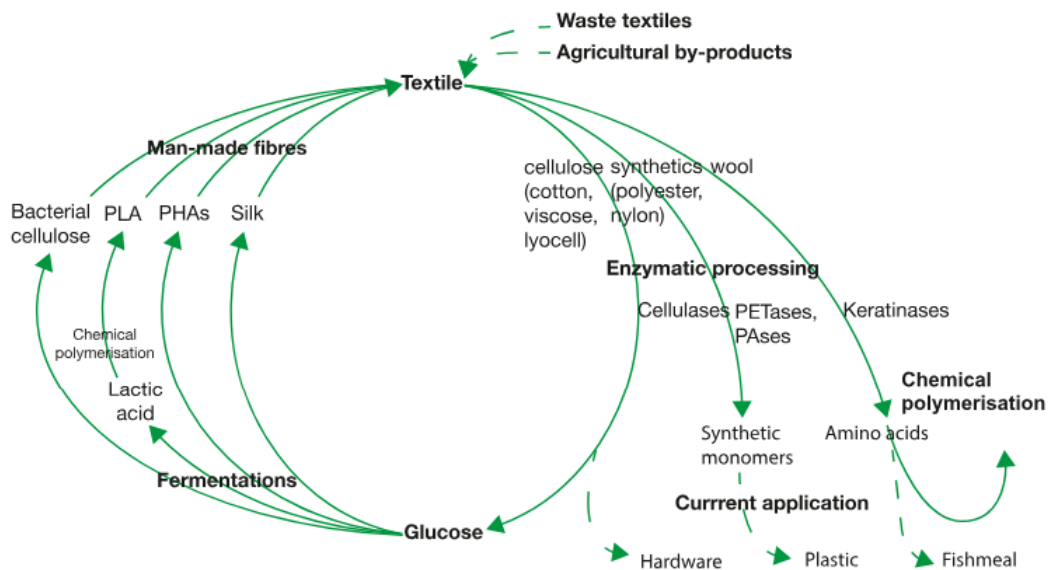 Waste textiles
Agricultural by-products
Textile
Man-made fibres
cellulose
(cotton,
viscose,
lyocell)
synthetics
(polyester,
nylon)
wool
Bacterial
cellulose
PLA
PHAs
Silk
Enzymatic processing
Cellulases
PETases,
PAses
Keratinases
Chemical
polymerisation
Lactic
acid
Chemical
polymerisation
Synthetic
monomers
Amino acids
Fermentations
Currrent application
Glucose
Hardware
Plastic
Fishmeal